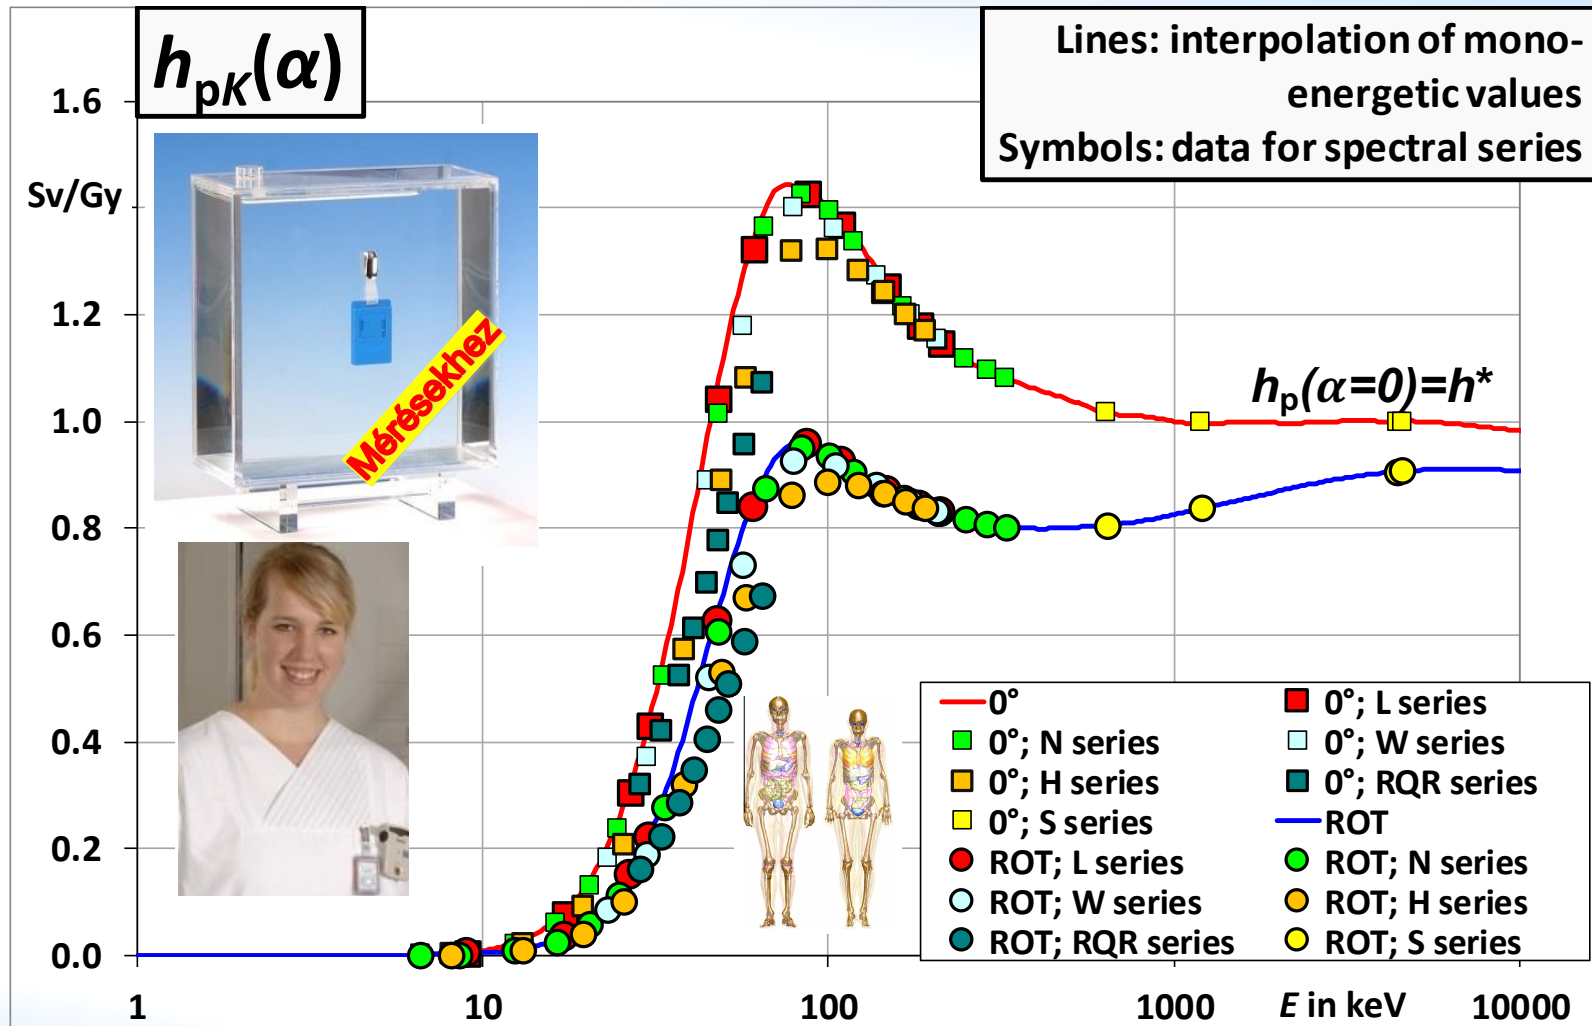 h_pK(α)
Lines: interpolation of mono-
energetic values
Symbols: data for spectral series
1.6
Sv/Gy
1.2
1.0
0.8
0.6
0.4
0.2
0.0
Mérésekhez
h_p(α=0)=h*
0°
0°; L series
0°; N series
0°; W series
0°; H series
0°; RQR series
0°; S series
ROT
ROT; L series
ROT; N series
ROT; W series
ROT; H series
ROT; RQR series
ROT; S series
1
10
100
1000
E in keV
10000